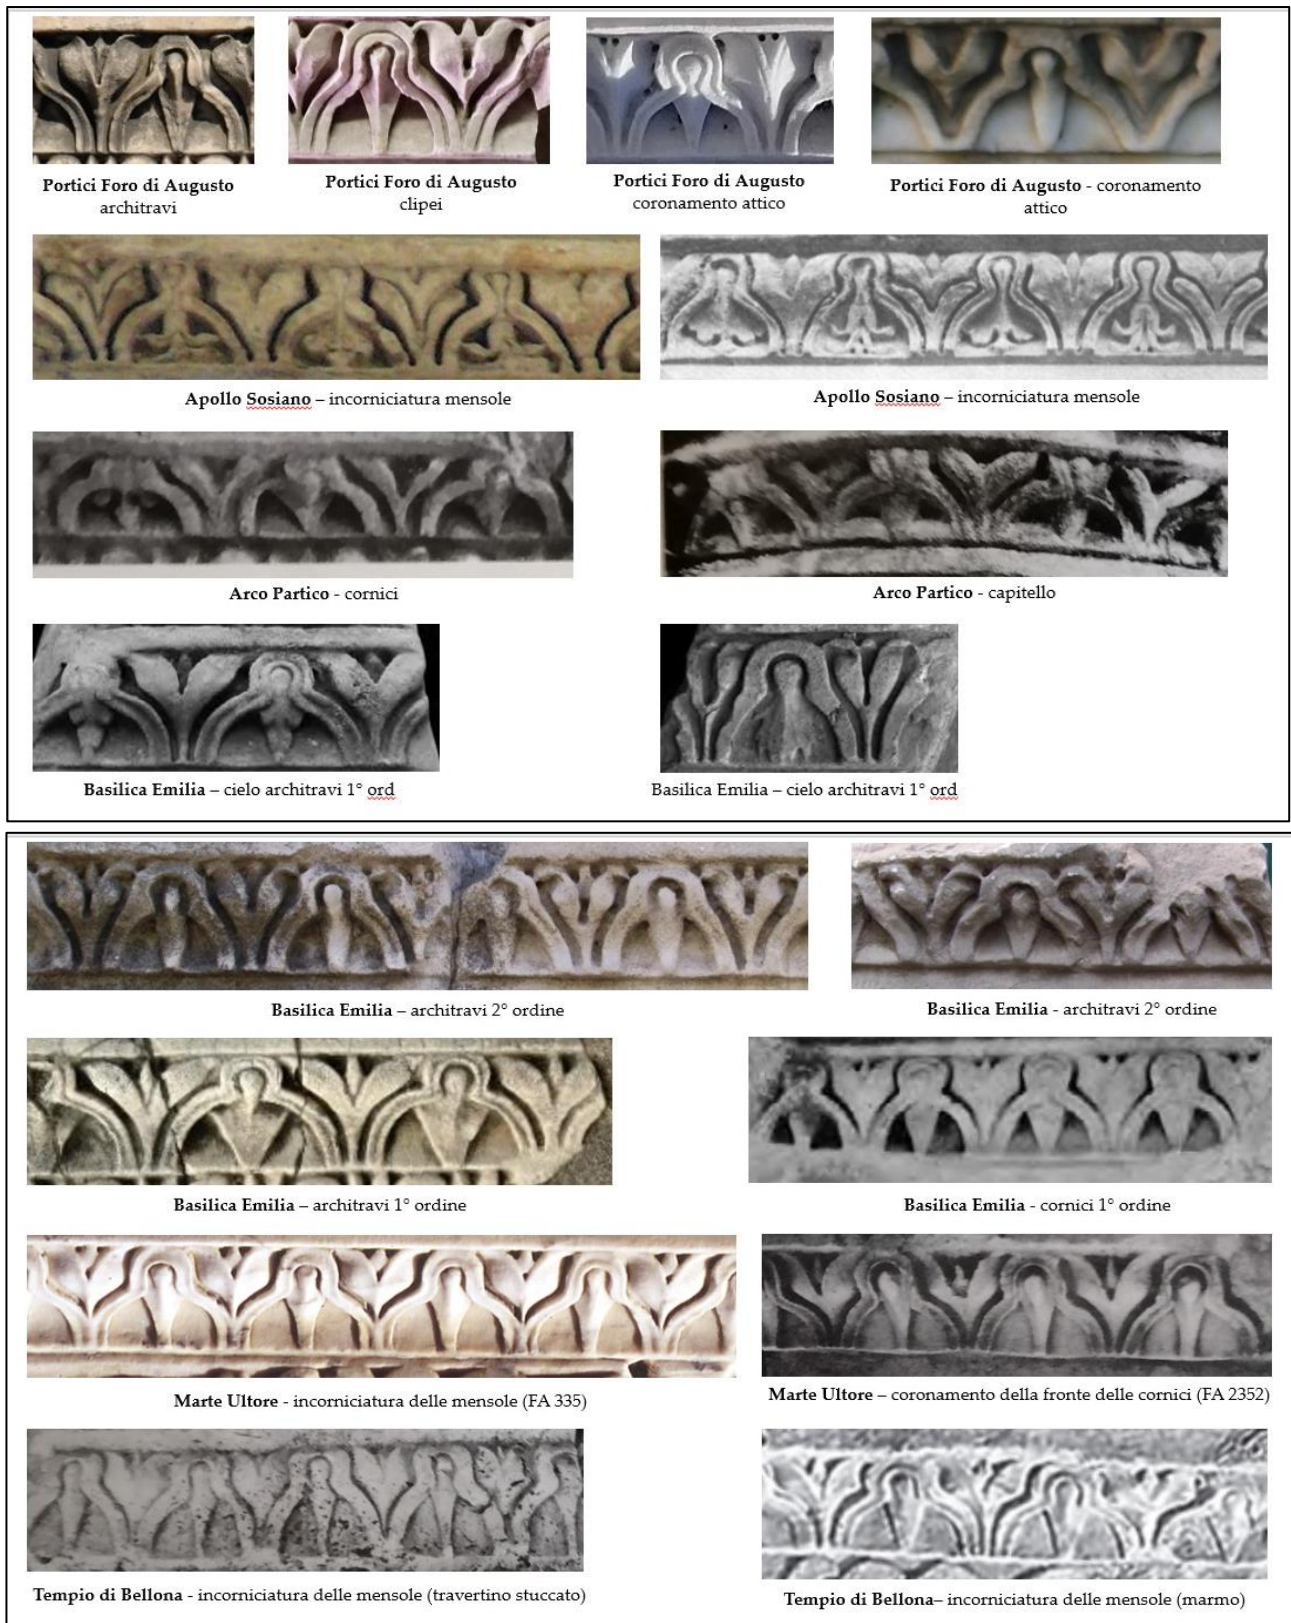 Portici Foro di Augusto
architravi
Portici Foro di Augusto
clipei
Portici Foro di Augusto
coronamento attico
Portici Foro di Augusto - coronamento
attico
Apollo Sosiano – incorniciatura mensole
Apollo Sosiano – incorniciatura mensole
Arco Partico - cornici
Arco Partico - capitello
Basilica Emilia – cielo architravi 1° ord
Basilica Emilia – cielo architravi 1° ord
Basilica Emilia – architravi 2° ordine
Basilica Emilia - architravi 2° ordine
Basilica Emilia – architravi 1° ordine
Basilica Emilia - cornici 1° ordine
Marte Ultore - incorniciatura delle mensole (FA 335)
Marte Ultore – coronamento della fronte delle cornici (FA 2352)
Tempio di Bellona - incorniciatura delle mensole (travertino stuccato)
Tempio di Bellona– incorniciatura delle mensole (marmo)